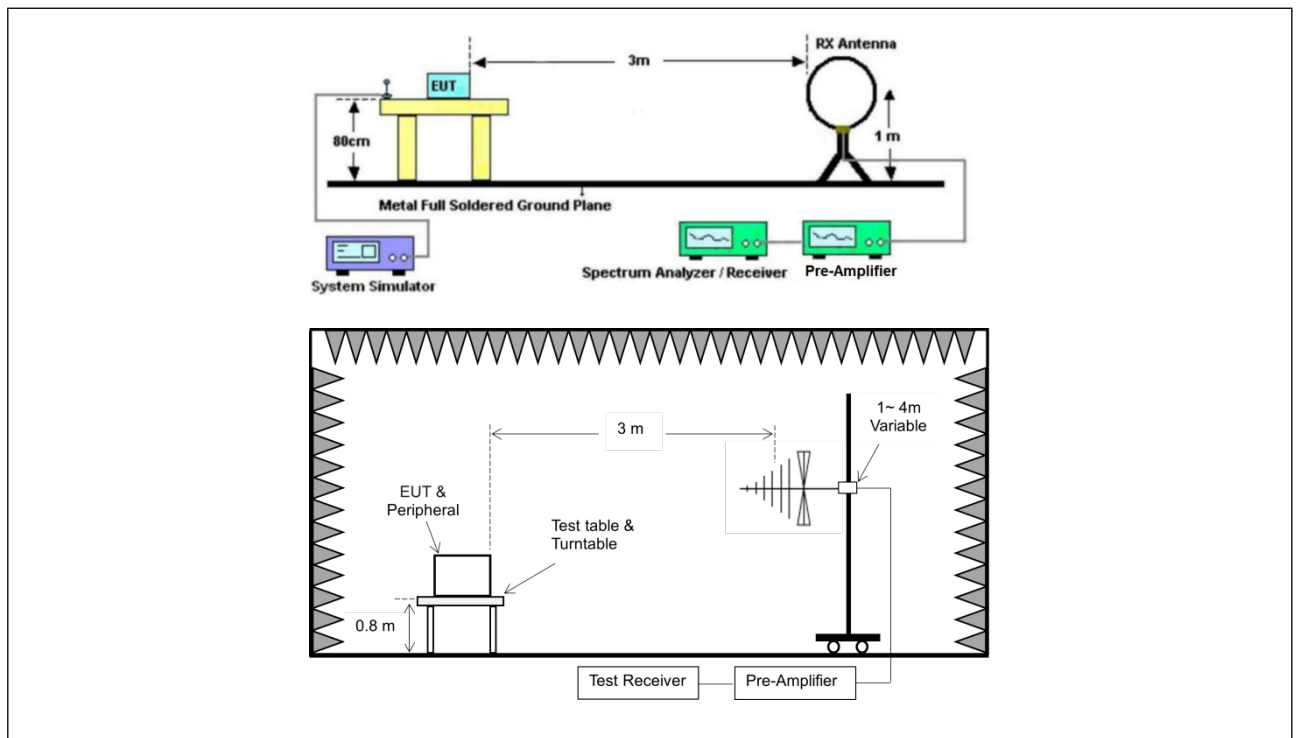 RX Antenna
3m
EUT
80cm
1 m
Metal Full Soldered Ground Plane
System Simulator
Spectrum Analyzer / Receiver
Pre-Amplifier
1~ 4m
Variable
3 m
EUT &
Peripheral
Test table &
Turntable
0.8 m
Test Receiver
Pre-Amplifier